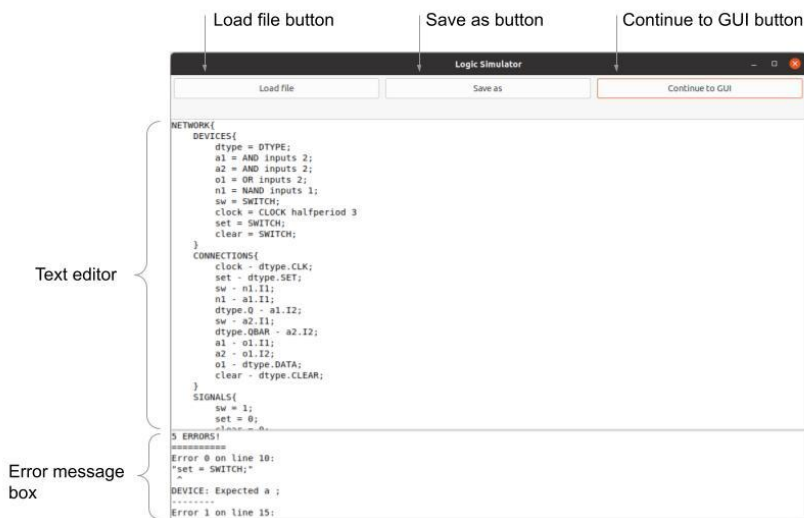 Load file button
Save as button
Continue to GUI button
Logic Simulator
Load file
Save as
Continue to GUI
NETWORK{
DEVICES{
dtype = DTYPE;
a1 = AND inputs 2;
a2 = AND inputs 2;
o1 = OR inputs 2;
n1 = NAND inputs 1;
sw = SWITCH;
clock = CLOCK halfperiod 3
set = SWITCH;
clear = SWITCH;
}
CONNECTIONS{
clock - dtype.CLK;
set - dtype.SET;
sw - n1.I1;
n1 - a1.I1;
dtype.Q - a1.I2;
sw - a2.I1;
dtype.QBAR - a2.I2;
a1 - o1.I1;
a2 - o1.I2;
o1 - dtype.DATA;
clear - dtype.CLEAR;
}
SIGNALS{
sw = 1;
set = 0;
clear = 0;
Text editor
5 ERRORS!
==========
Error 0 on line 10:
"set = SWITCH;"
^
DEVICE: Expected a ;
--------
Error 1 on line 15:
Error message
box